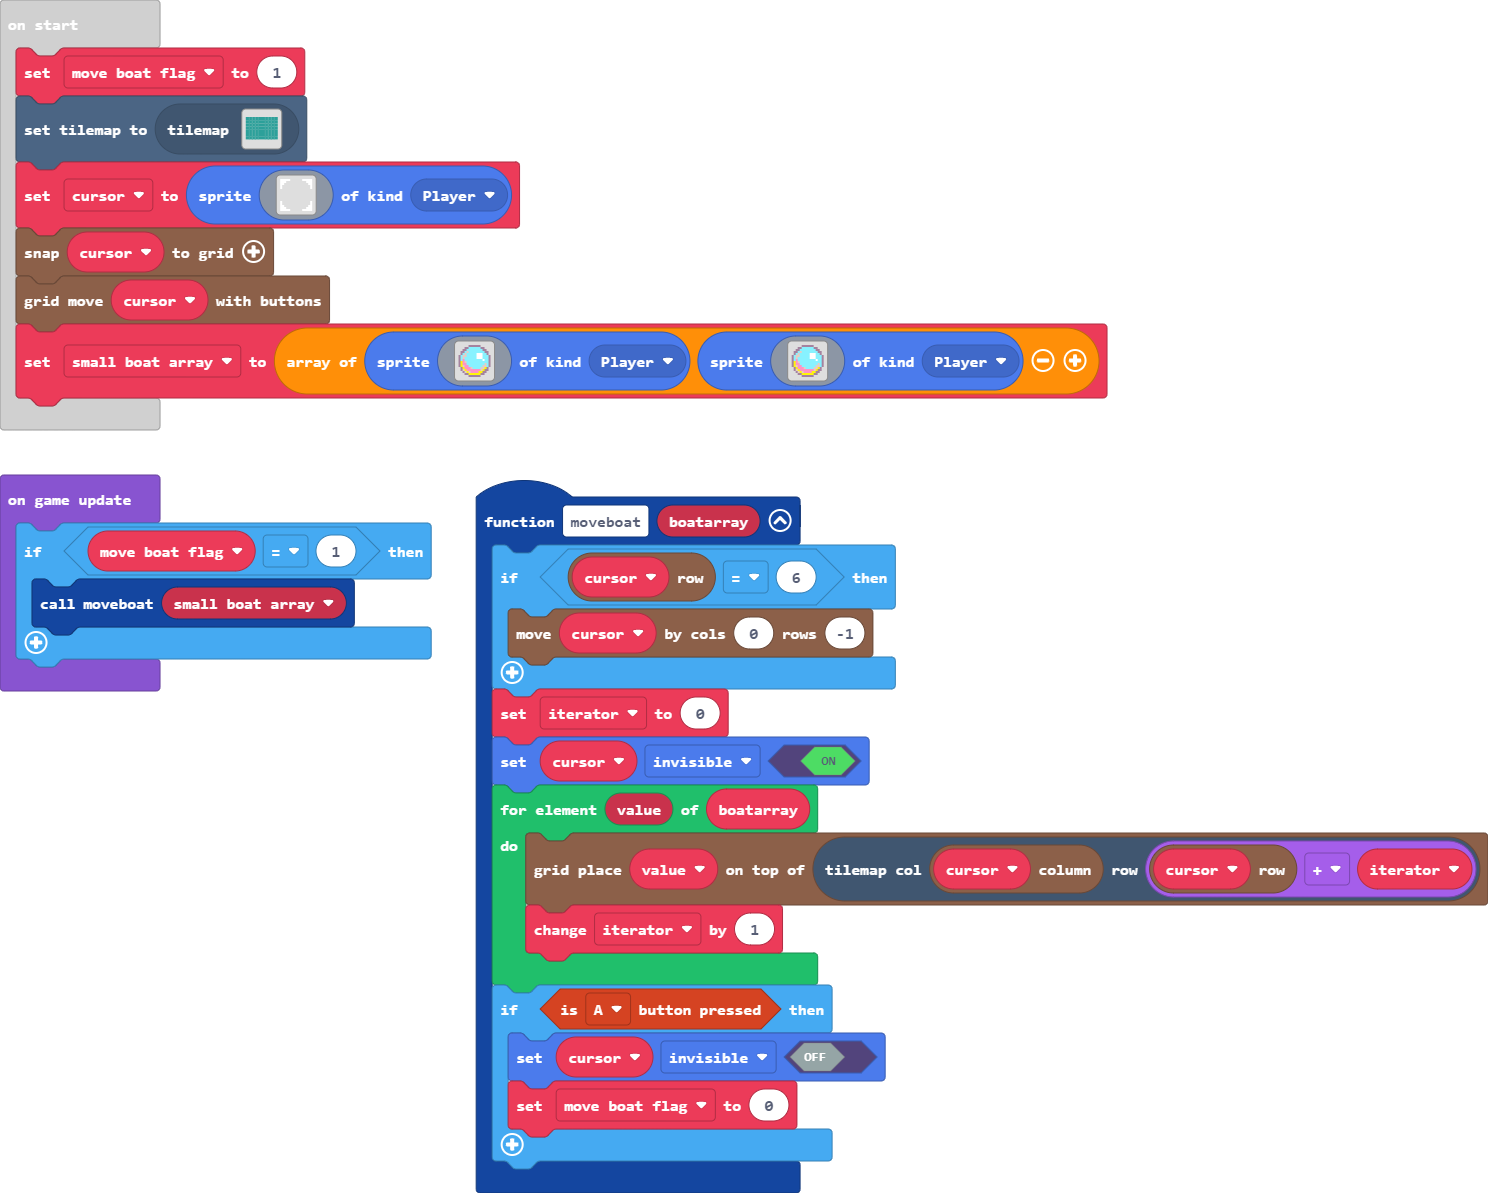 on start
set move boat flag to 1
set tilemap to tilemap
set cursor to sprite of kind Player
snap cursor to grid
grid move cursor with buttons
set small boat array to array of sprite of kind Player sprite of kind Player
on game update
if move boat flag = 1 then
call moveboat small boat array
function moveboat boatarray
if cursor row = 6 then
move cursor by cols 0 rows -1
set iterator to 0
set cursor invisible ON
for element value of boatarray
do
grid place value on top of tilemap col cursor column row cursor row + iterator
change iterator by 1
if is A button pressed then
set cursor invisible OFF
set move boat flag to 0